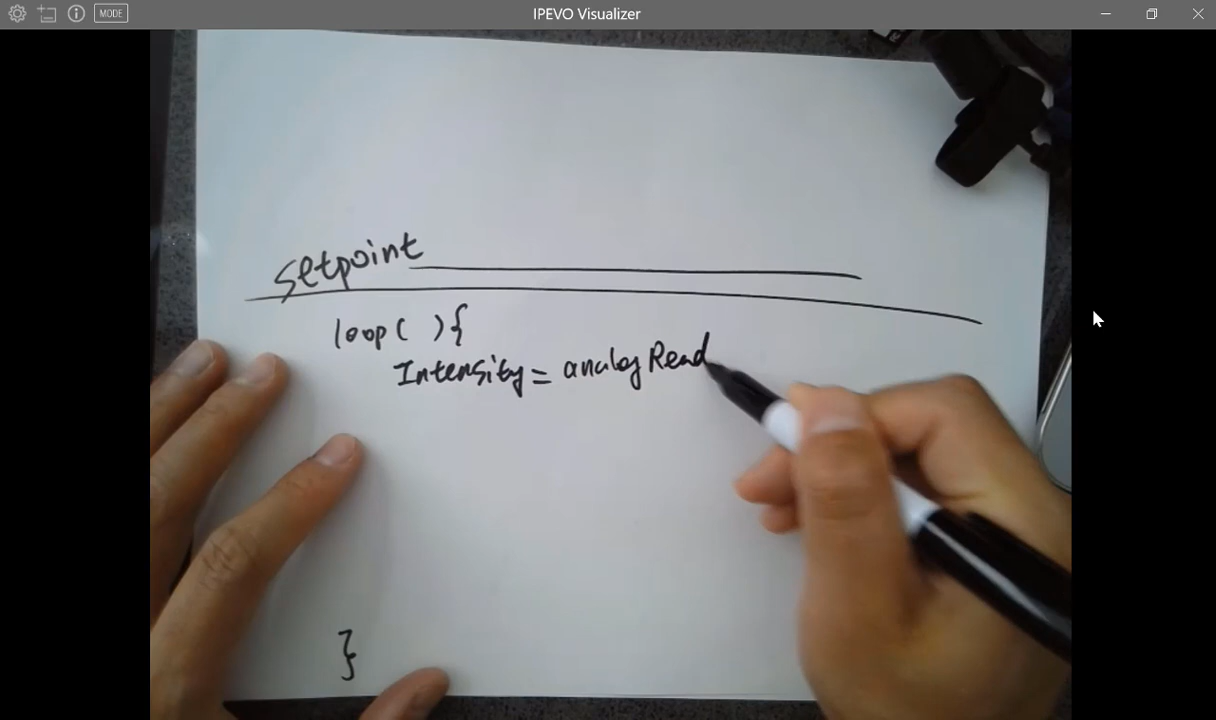 MODE
IPEVO Visualizer
setpoint
loop( ){
Intensity = analogRead
}